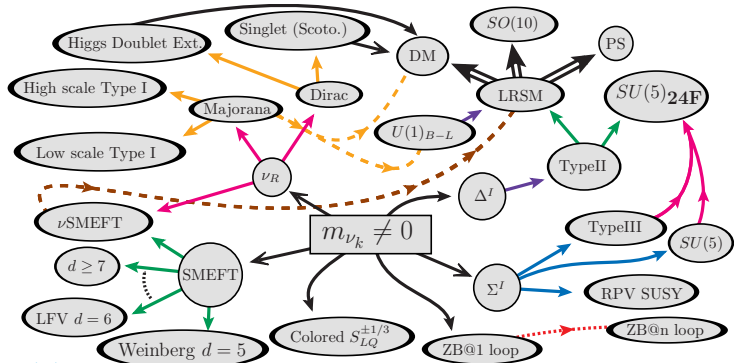 SO(10)
Singlet (Scoto.)
Higgs Doublet Ext.
DM
PS
High scale Type I
Majorana
Dirac
LRSM
SU(5)24F
U(1)B−L
Low scale Type I
TypeII
νR
ΔI
νSMEFT
mνk ≠ 0
TypeIII
SU(5)
d ≥ 7
SMEFT
ΣI
RPV SUSY
LFV d = 6
Colored S±1/3LQ
ZB@n loop
Weinberg d = 5
ZB@1 loop